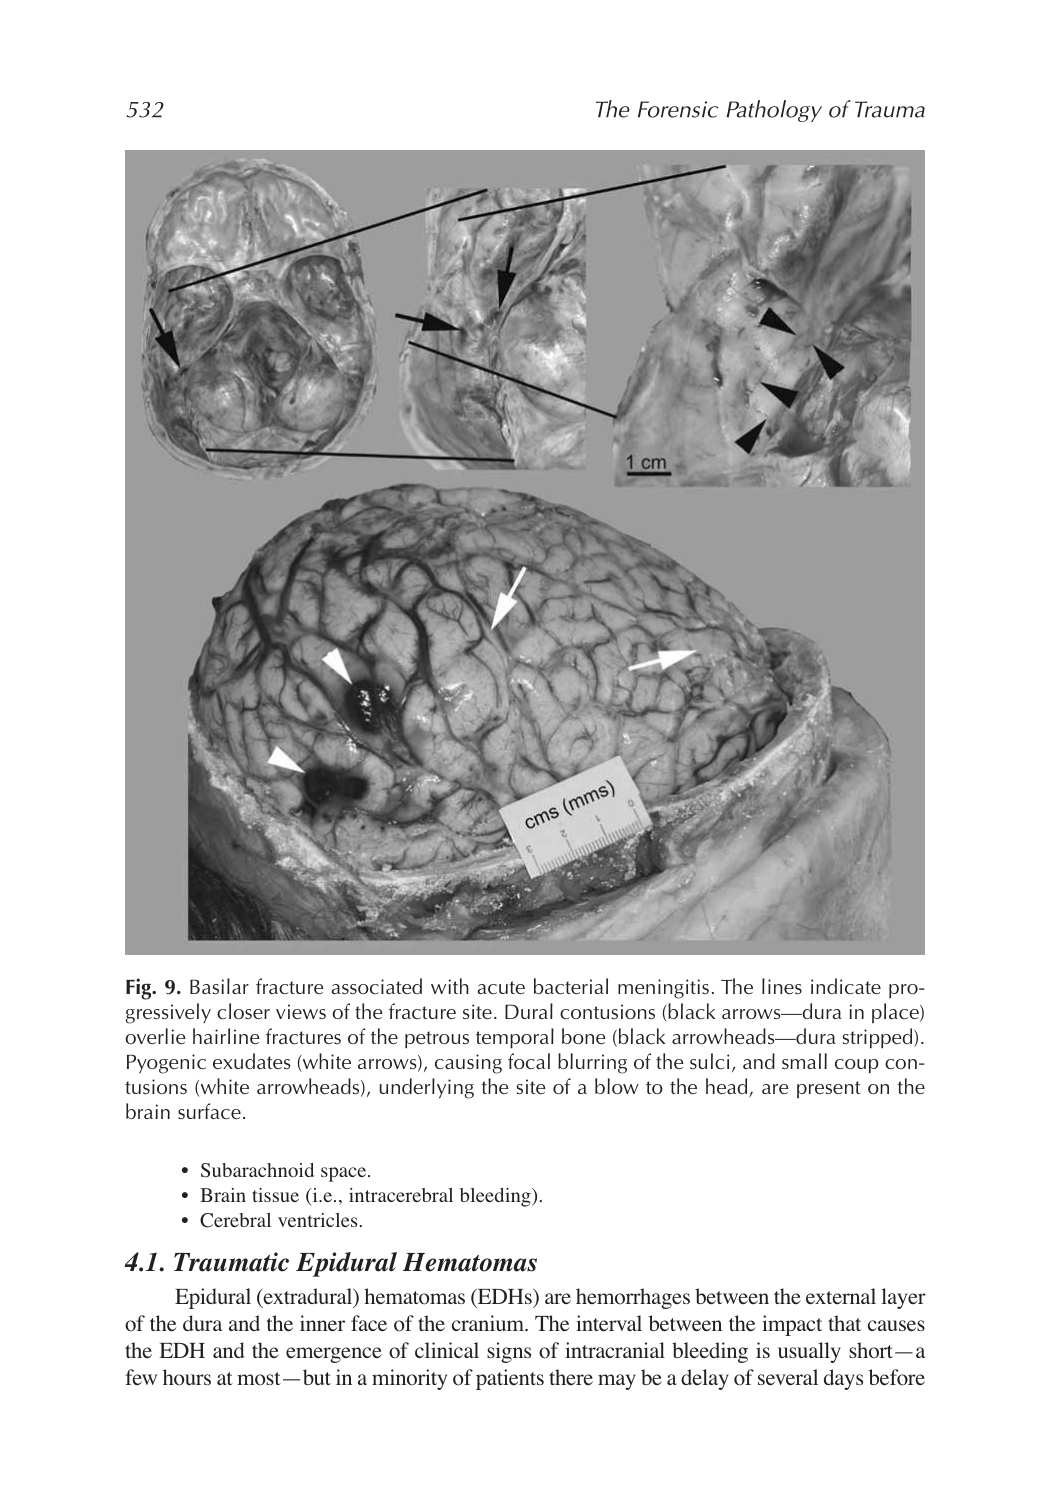 532
The Forensic Pathology of Trauma
1 cm
cms (mms)
3 2 1 0
Fig. 9. Basilar fracture associated with acute bacterial meningitis. The lines indicate pro-
gressively closer views of the fracture site. Dural contusions (black arrows—dura in place)
overlie hairline fractures of the petrous temporal bone (black arrowheads—dura stripped).
Pyogenic exudates (white arrows), causing focal blurring of the sulci, and small coup con-
tusions (white arrowheads), underlying the site of a blow to the head, are present on the
brain surface.
• Subarachnoid space.
• Brain tissue (i.e., intracerebral bleeding).
• Cerebral ventricles.
4.1. Traumatic Epidural Hematomas
Epidural (extradural) hematomas (EDHs) are hemorrhages between the external layer
of the dura and the inner face of the cranium. The interval between the impact that causes
the EDH and the emergence of clinical signs of intracranial bleeding is usually short—a
few hours at most—but in a minority of patients there may be a delay of several days before